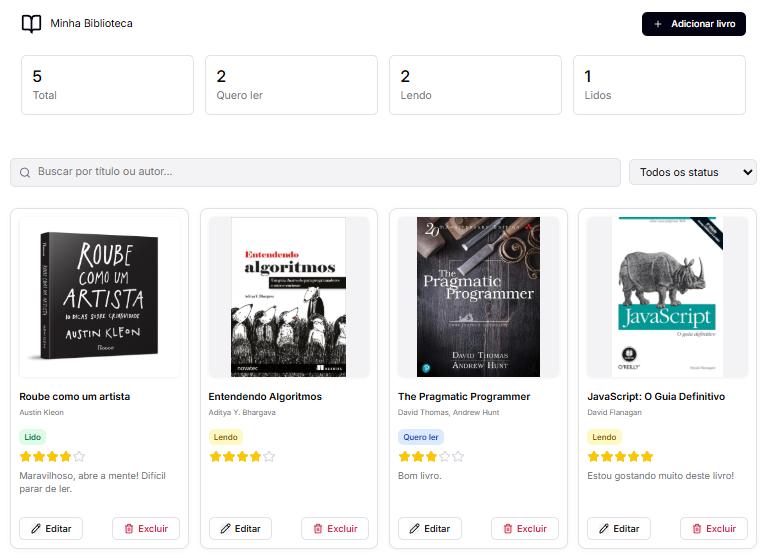 Minha Biblioteca
+ Adicionar livro
5
Total
2
Quero ler
2
Lendo
1
Lidos
Buscar por título ou autor...
Todos os status
ROUBE
COMO UM
ARTISTA
10 DICAS SOBRE CRIATIVIDADE
AUSTIN KLEON
Rocco
Roube como um artista
Austin Kleon
Lido
Maravilhoso, abre a mente! Difícil
parar de ler.
Editar
Excluir
Entendendo
algoritmos
Aditya Y. Bhargava
novatec
MANNING
Entendendo Algoritmos
Aditya Y. Bhargava
Lendo
Editar
Excluir
The
Pragmatic
Programmer
David Thomas
Andrew Hunt
The Pragmatic Programmer
David Thomas, Andrew Hunt
Quero ler
Bom livro.
Editar
Excluir
JavaScript
O guia definitivo
O'REILLY
David Flanagan
JavaScript: O Guia Definitivo
David Flanagan
Lendo
Estou gostando muito deste livro!
Editar
Excluir